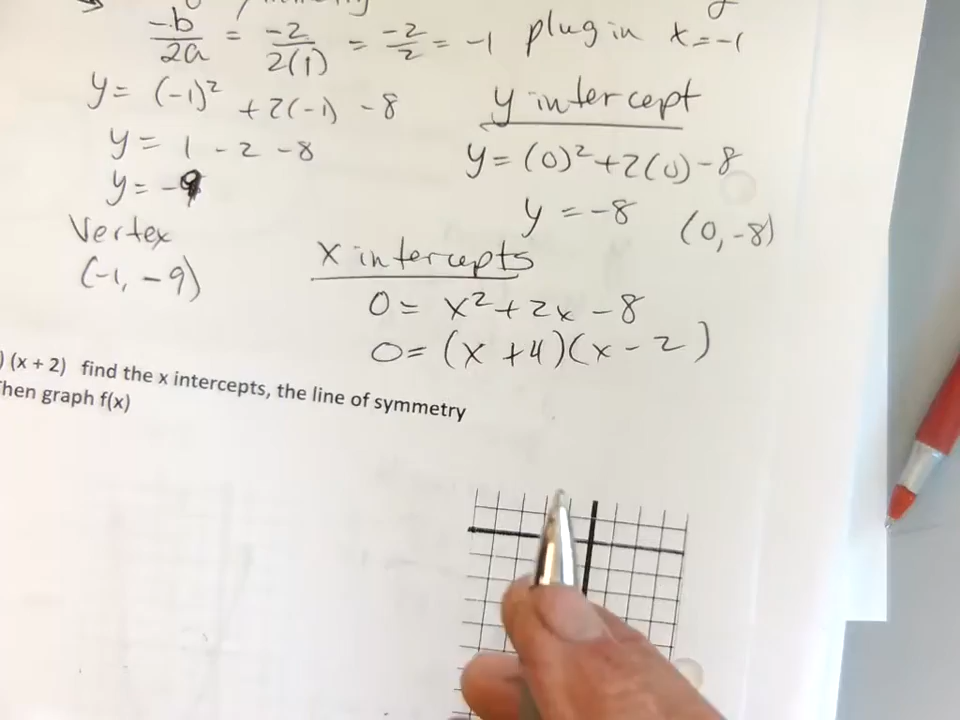 -b/2a = -2/2(1) = -2/2 = -1 plug in x = -1
y = (-1)² + 2(-1) - 8
y = 1 - 2 - 8
y = -9
Vertex
(-1, -9)
y intercept
y = (0)² + 2(0) - 8
y = -8 (0, -8)
x intercepts
0 = x² + 2x - 8
0 = (x + 4)(x - 2)
) (x + 2) find the x intercepts, the line of symmetry
hen graph f(x)